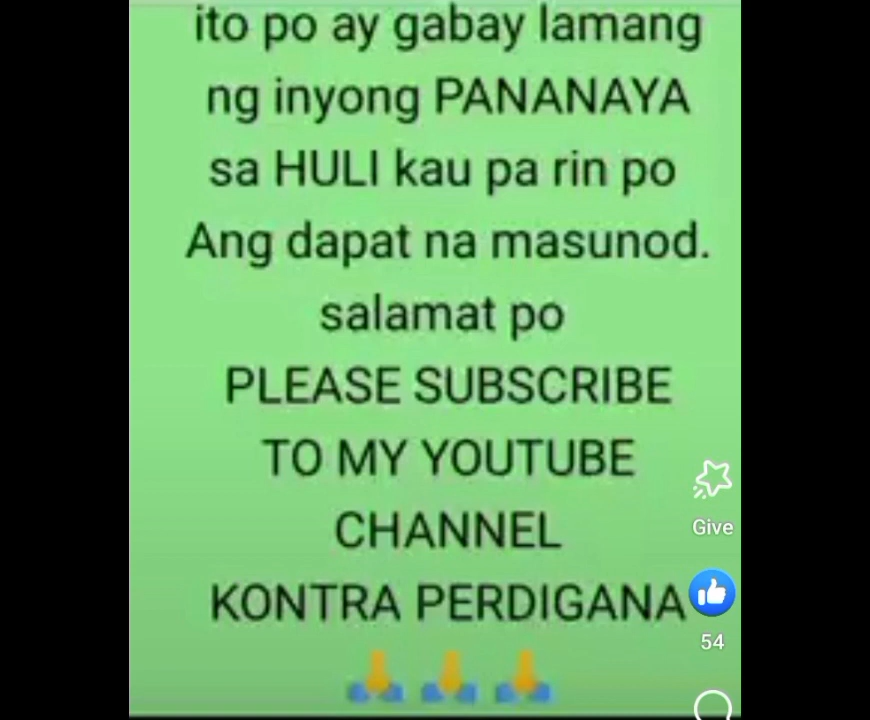 ito po ay gabay lamang
ng inyong PANANAYA
sa HULI kau pa rin po
Ang dapat na masunod.
salamat po
PLEASE SUBSCRIBE
TO MY YOUTUBE
CHANNEL
KONTRA PERDIGANA
Give
54